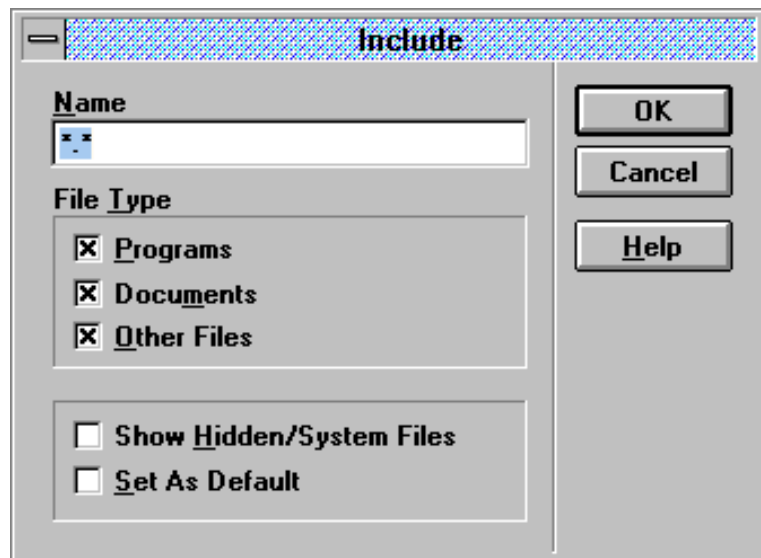 Include
Name
*.*
File Type
Programs
Documents
Other Files
Show Hidden/System Files
Set As Default
OK
Cancel
Help